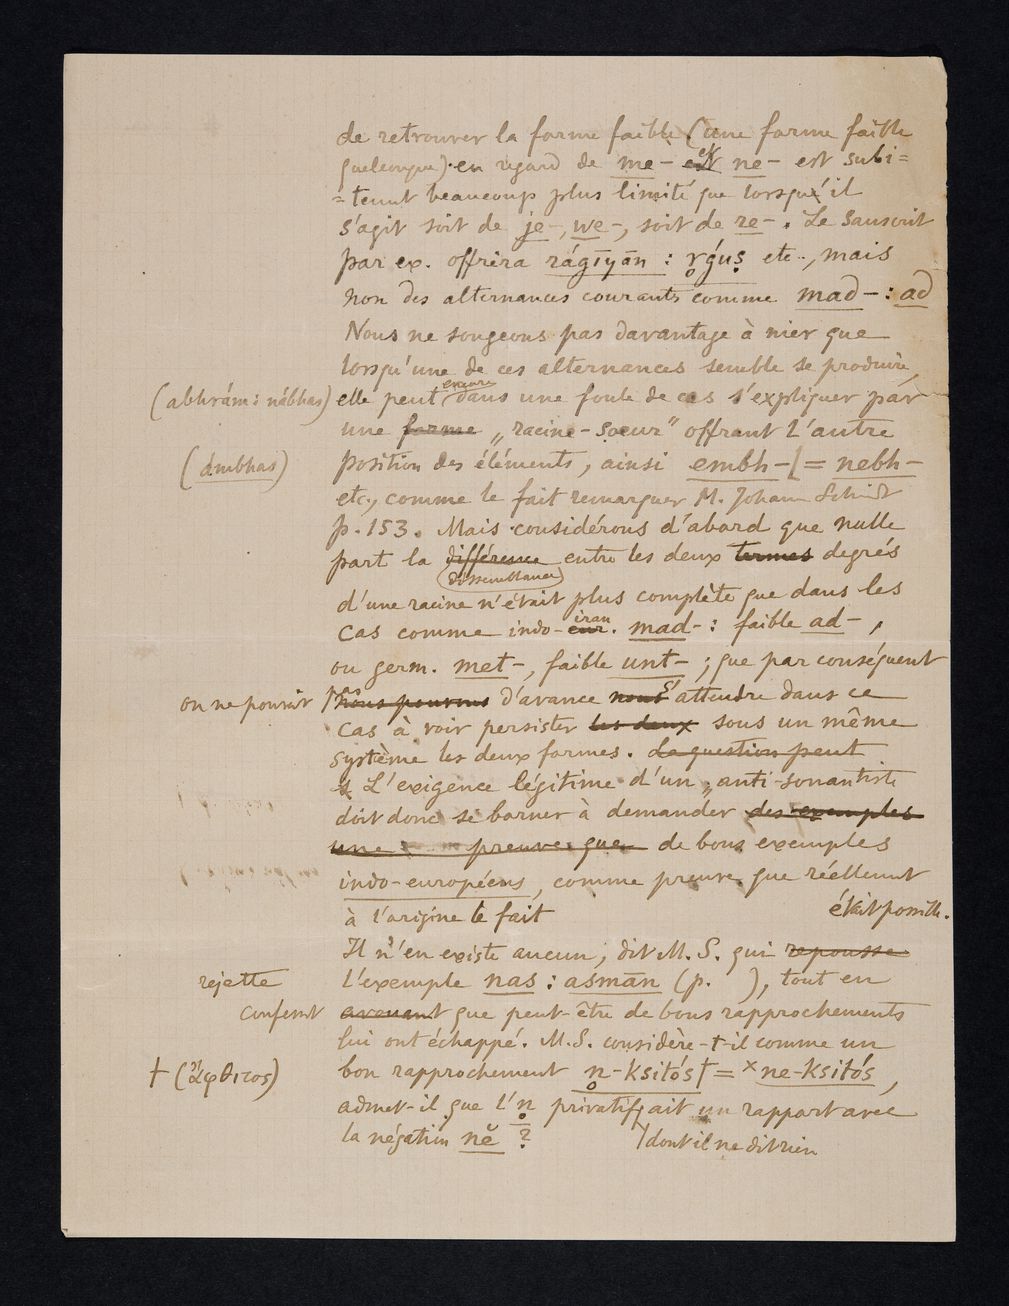 de retrouver la forme faible (une forme faible
quelconque) en regard de me- et ne- est subi=
=tement beaucoup plus limité que lorsqu'il
s'agit soit de je-, we-, soit de re-. Le Sanscrit
par ex. offrira rágīyān : r̥ǵús etc., mais
non des alternances courants comme mad- : ad
Nous ne songeons pas davantage à nier que
lorsqu'une de ces alternances semble se produire,
(abhrám : nábhas) elle peut encore dans une foule de cas s'expliquer par
une forme „racine-sœur" offrant l'autre
(ámbhas) position des éléments, ainsi embh- = nebh-
etc., comme le fait remarquer M. Johann Schmidt
p. 153. Mais considérons d'abord que nulle
part la différence entre les deux termes degrés
(dissemblance)
d'une racine n'était plus complète que dans les
cas comme indo-eur. iran mad- : faible ad-,
ou germ. met-, faible unt- ; que par conséquent
on ne pouvait pas nous pouvons d'avance nous s'attendre dans ce
cas à voir persister les deux sous un même
système les deux formes. La question peut
L'exigence légitime d'un „anti-sonantiste
doit donc se borner à demander des exemples
une preuve que de bons exemples
indo-européens, comme preuve que réellement
à l'origine le fait était possible.
Il n'en existe aucun, dit M. S. qui repousse
rejette l'exemple nas : asmān (p. ), tout en
confessant avouant que peut-être de bons rapprochements
lui ont échappé. M. S. considère-t-il comme un
† (ἄφθιτος) bon rapprochement n̥-ksitós† = × ne-ksitós,
admet-il que l'n̥ privatif ait un rapport avec
la négation nĕ ? dont il ne dit rien